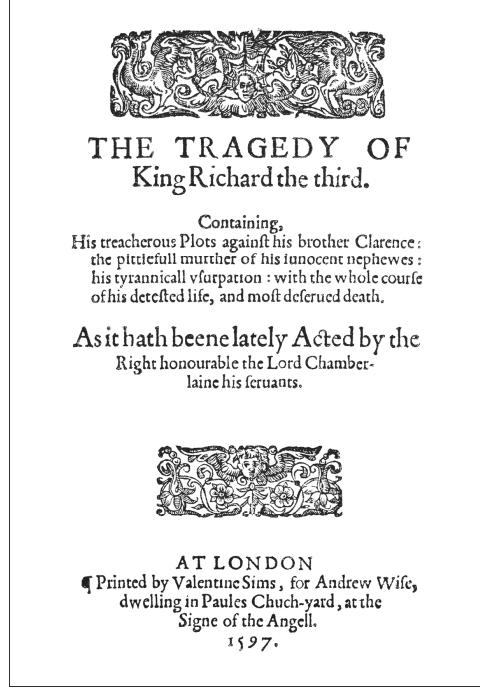 THE TRAGEDY OF
King Richard the third.
Containing,
His treacherous Plots againſt his brother Clarence:
the pittiefull murther of his iunocent nephewes:
his tyrannicall vſurpation: with the whole courſe
of his deteſted life, and moſt deſerued death.
As it hath beene lately Acted by the
Right honourable the Lord Chamber-
laine his ſeruants.
AT LONDON
¶ Printed by Valentine Sims, for Andrew Wiſe,
dwelling in Paules Chuch-yard, at the
Signe of the Angell.
1597.